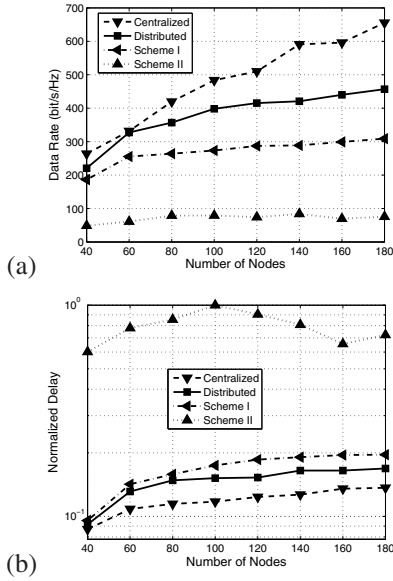 700
600
500
400
300
200
100
0
Data Rate (bit/s/Hz)
Centralized
Distributed
Scheme I
Scheme II
40 60 80 100 120 140 160 180
Number of Nodes
(a)
10^0
10^-1
Normalized Delay
Centralized
Distributed
Scheme I
Scheme II
40 60 80 100 120 140 160 180
Number of Nodes
(b)